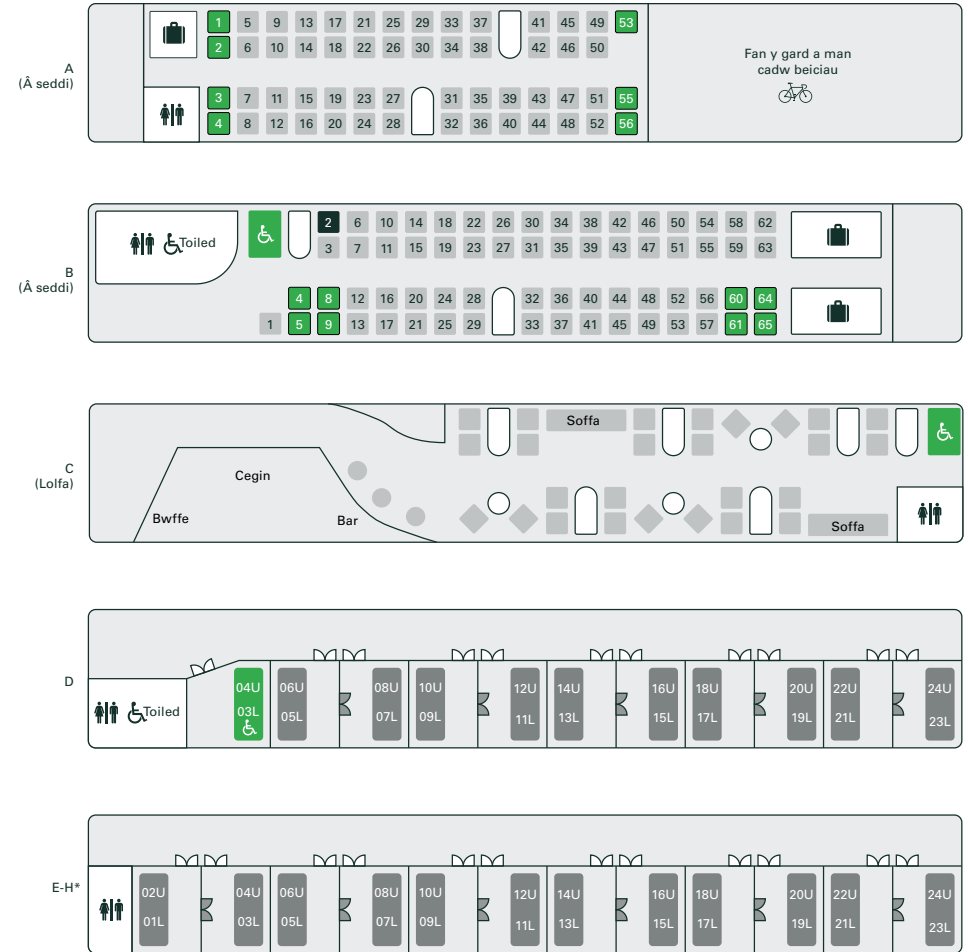 1 5 9 13 17 21 25 29 33 37 41 45 49 53
2 6 10 14 18 22 26 30 34 38 42 46 50
Fan y gard a man
cadw beiciau
A
(Â seddi)
3 7 11 15 19 23 27 31 35 39 43 47 51 55
4 8 12 16 20 24 28 32 36 40 44 48 52 56
2 6 10 14 18 22 26 30 34 38 42 46 50 54 58 62
Toiled
3 7 11 15 19 23 27 31 35 39 43 47 51 55 59 63
B
(Â seddi)
4 8 12 16 20 24 28 32 36 40 44 48 52 56 60 64
1 5 9 13 17 21 25 29 33 37 41 45 49 53 57 61 65
Soffa
C
(Lolfa)
Cegin
Bwffe
Bar
Soffa
D
04U 06U 08U 10U 12U 14U 16U 18U 20U 22U 24U
Toiled
03L 05L 07L 09L 11L 13L 15L 17L 19L 21L 23L
E-H*
02U 04U 06U 08U 10U 12U 14U 16U 18U 20U 22U 24U
01L 03L 05L 07L 09L 11L 13L 15L 17L 19L 21L 23L